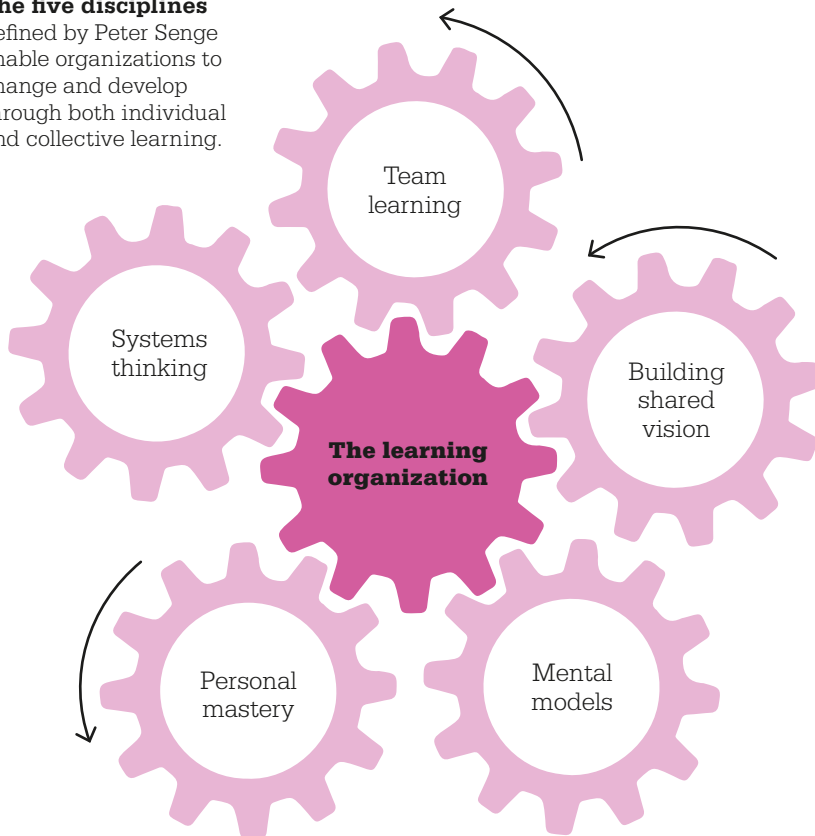 he five disciplines
efined by Peter Senge
nable organizations to
hange and develop
hrough both individual
nd collective learning.
Team
learning
Systems
thinking
Building
shared
vision
The learning
organization
Personal
mastery
Mental
models